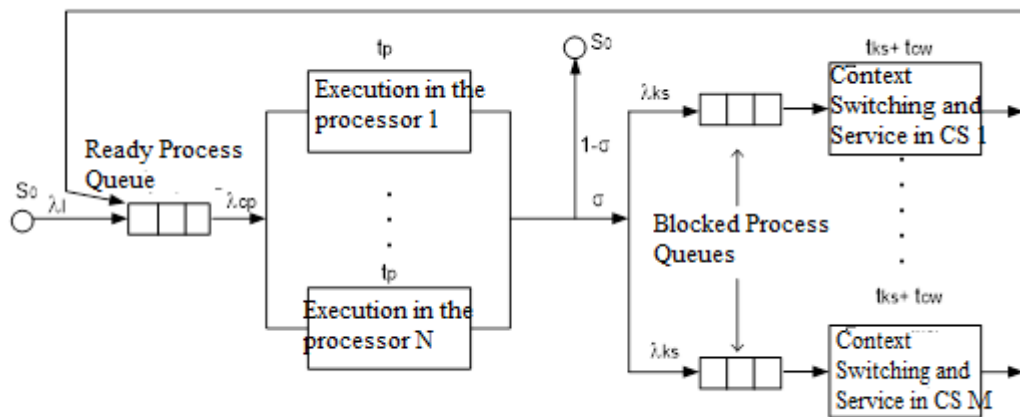 tp
Execution in the
processor 1
S0
tks+ tcw
Context
Switching and
Service in CS 1
λks
1-σ
σ
Ready Process
Queue
S0
λI
λcp
Blocked Process
Queues
tp
Execution in the
processor N
λks
tks+ tcw
Context
Switching and
Service in CS M